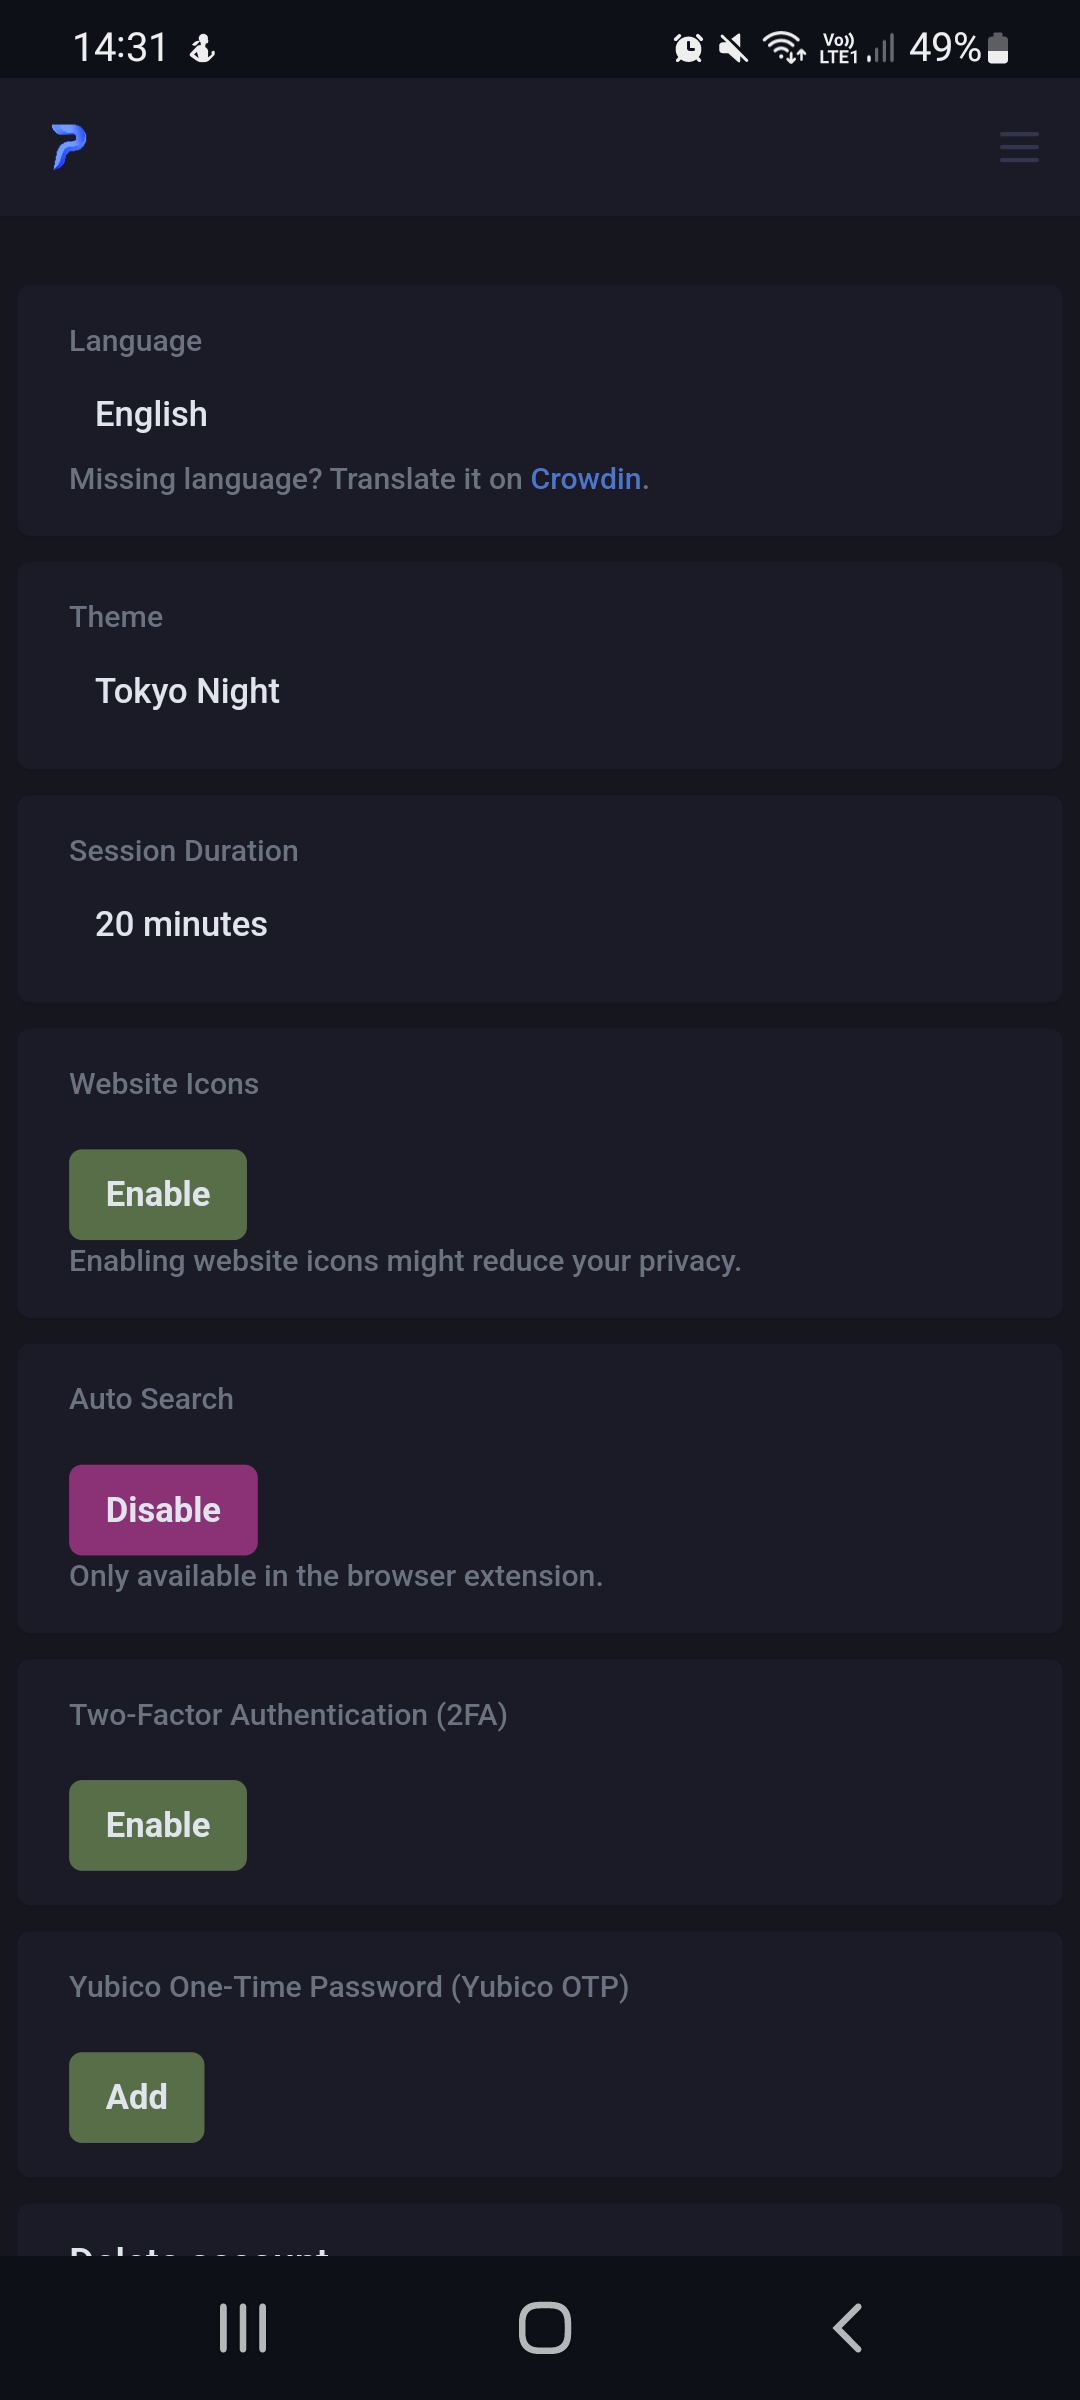 14:31
Vo)) LTE1 49%
Language
English
Missing language? Translate it on Crowdin.
Theme
Tokyo Night
Session Duration
20 minutes
Website Icons
Enable
Enabling website icons might reduce your privacy.
Auto Search
Disable
Only available in the browser extension.
Two-Factor Authentication (2FA)
Enable
Yubico One-Time Password (Yubico OTP)
Add
Delete account